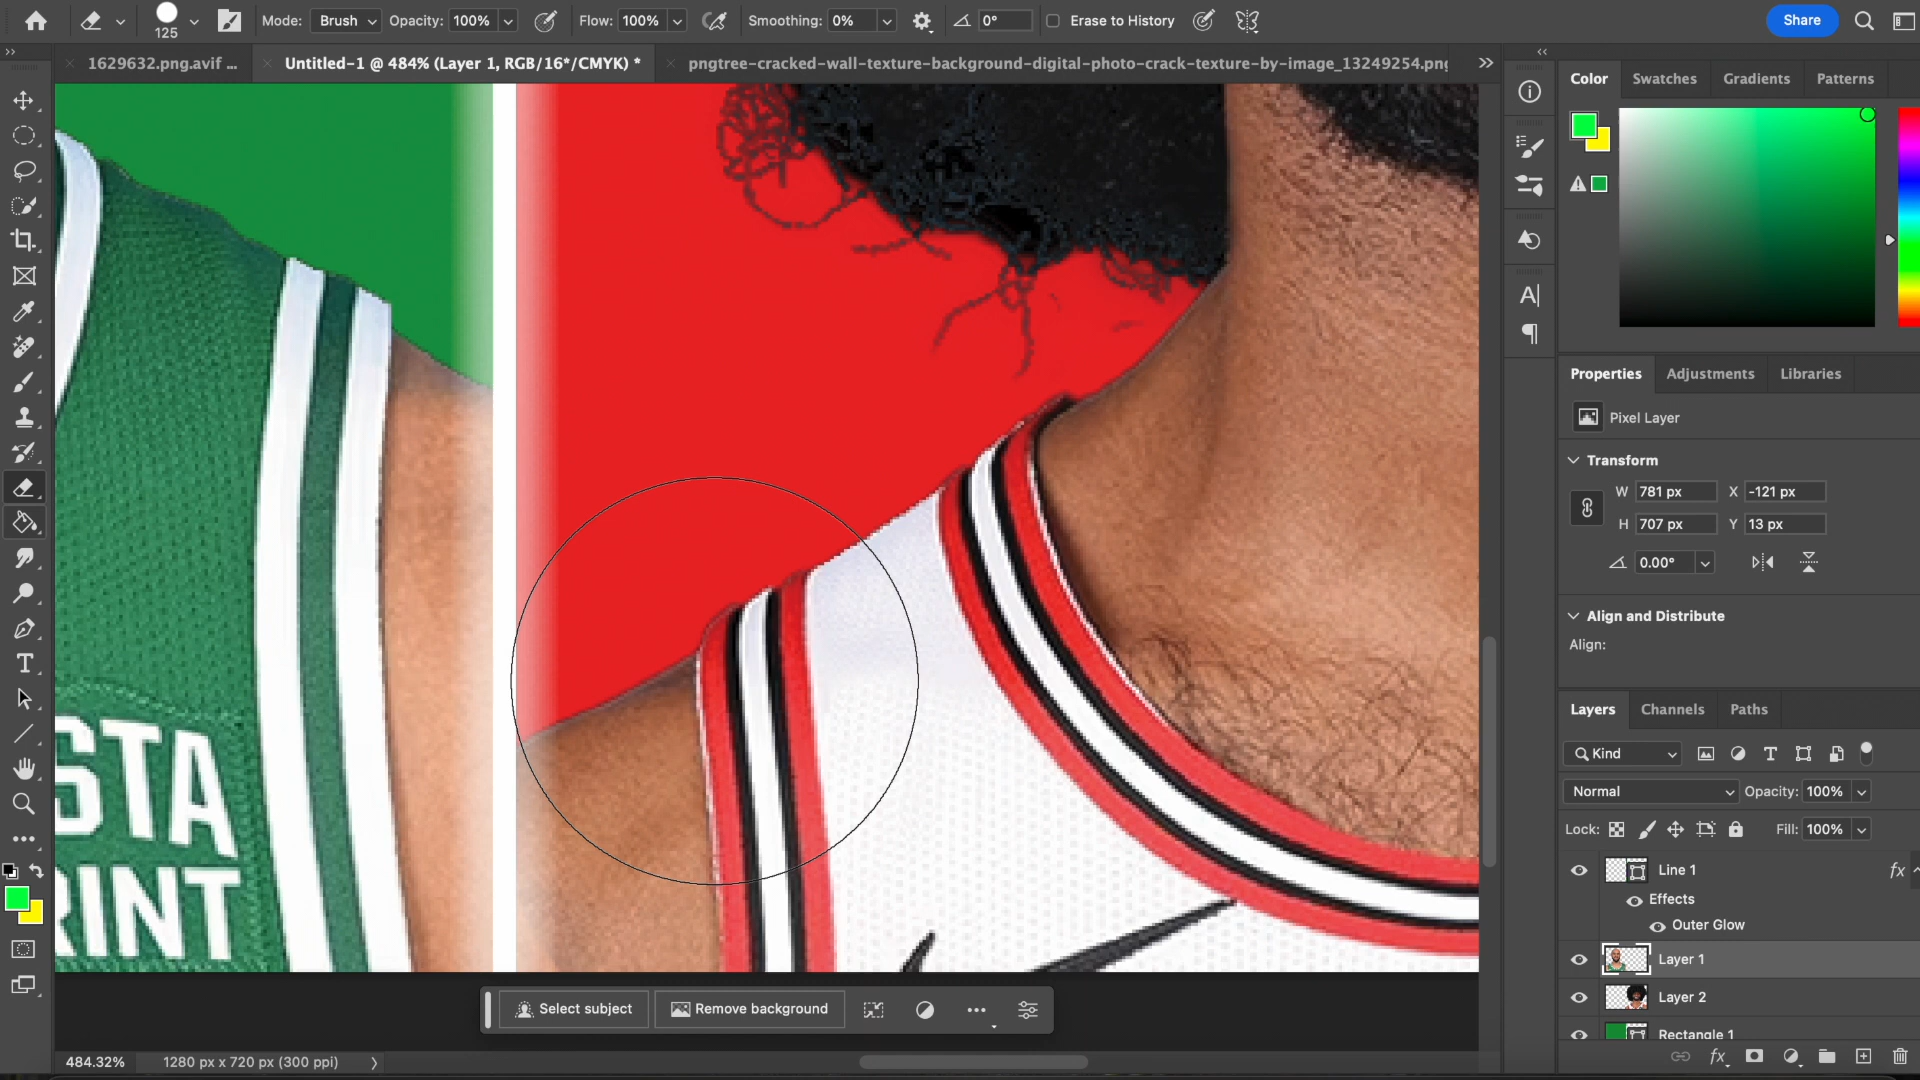 125
Mode: Brush Opacity: 100% Flow: 100% Smoothing: 0% 0° Erase to History Share
1629632.png.avif ... Untitled-1 @ 484% (Layer 1, RGB/16*/CMYK) * pngtree-cracked-wall-texture-background-digital-photo-crack-texture-by-image_13249254.png
Color Swatches Gradients Patterns
Properties Adjustments Libraries
Pixel Layer
Transform
W 781 px X -121 px
H 707 px Y 13 px
0.00°
Align and Distribute
Align:
Layers Channels Paths
Kind
Normal Opacity: 100%
Lock: Fill: 100%
Line 1 fx
Effects
Outer Glow
Layer 1
Layer 2
Rectangle 1
fx
STA
RINT
Select subject Remove background
484.32% 1280 px x 720 px (300 ppi)